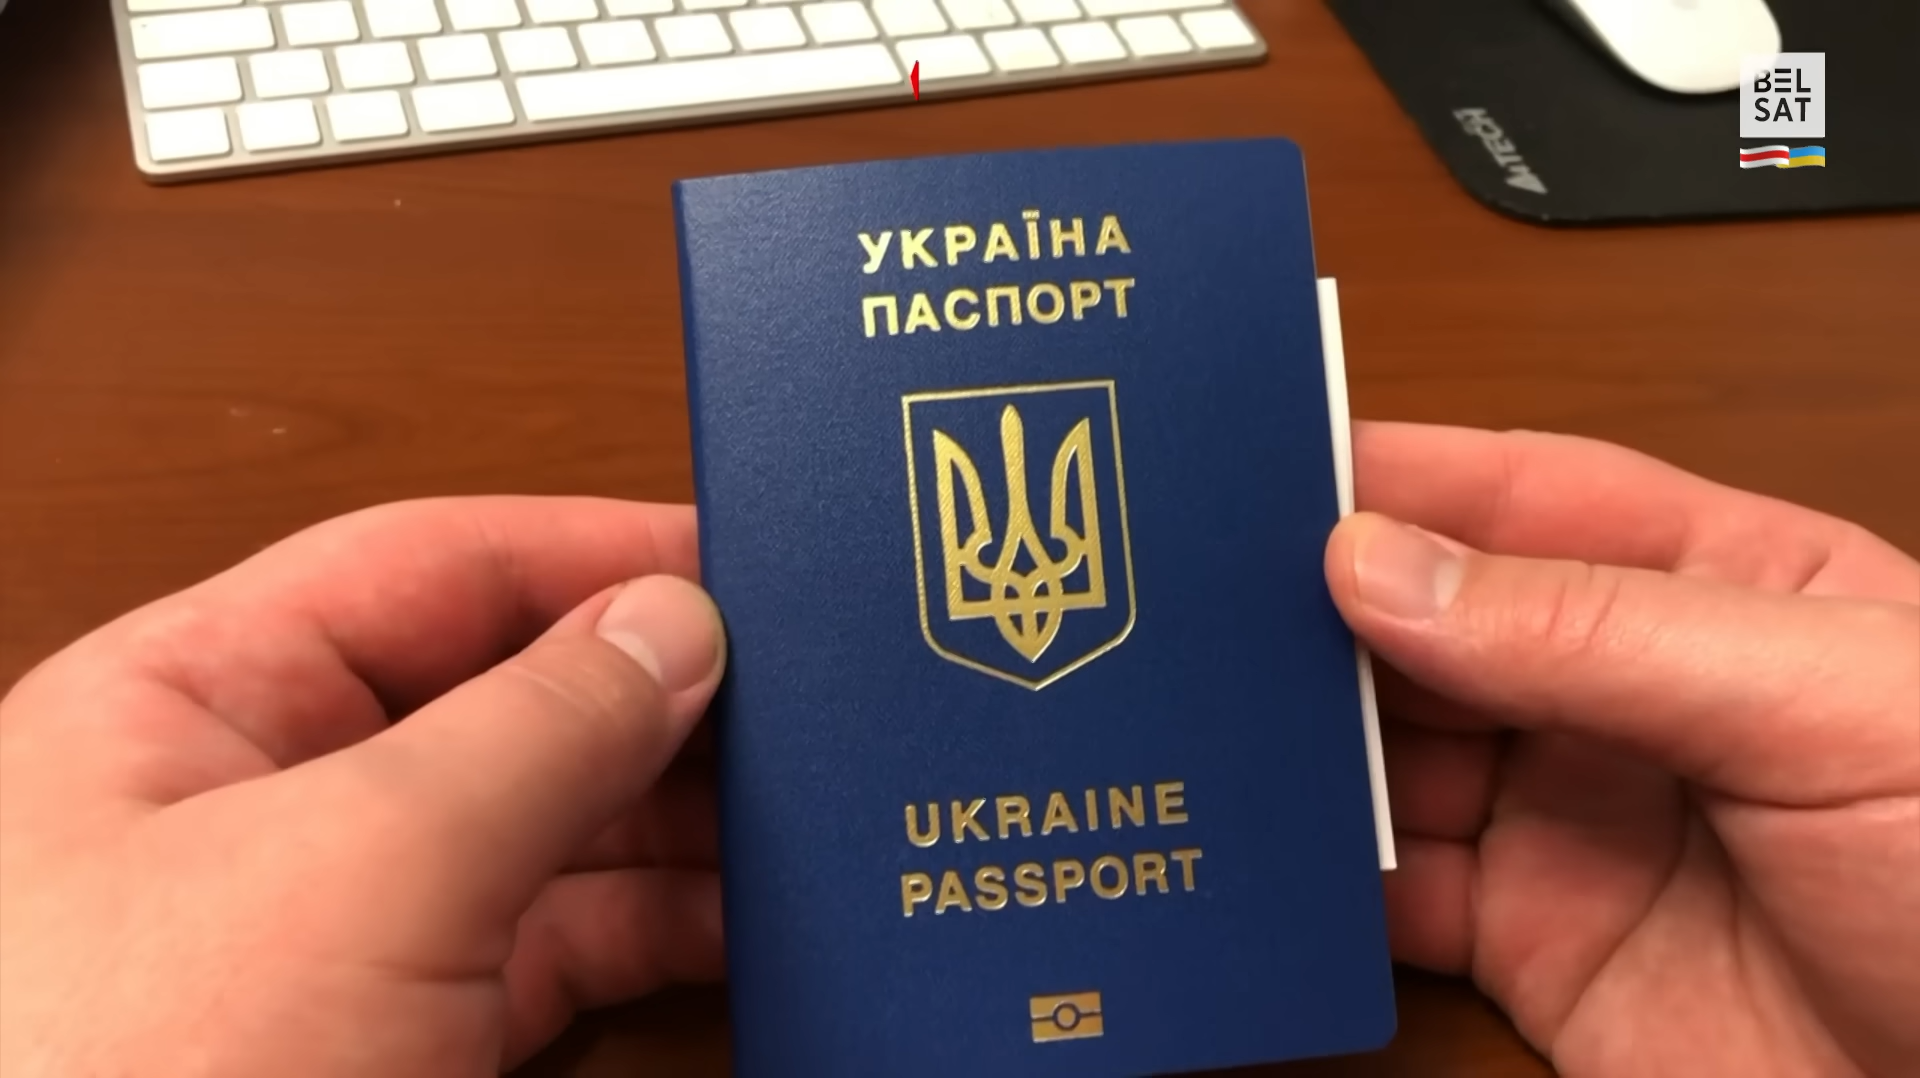 BEL
SAT
A4TECH
УКРАЇНА
ПАСПОРТ
UKRAINE
PASSPORT